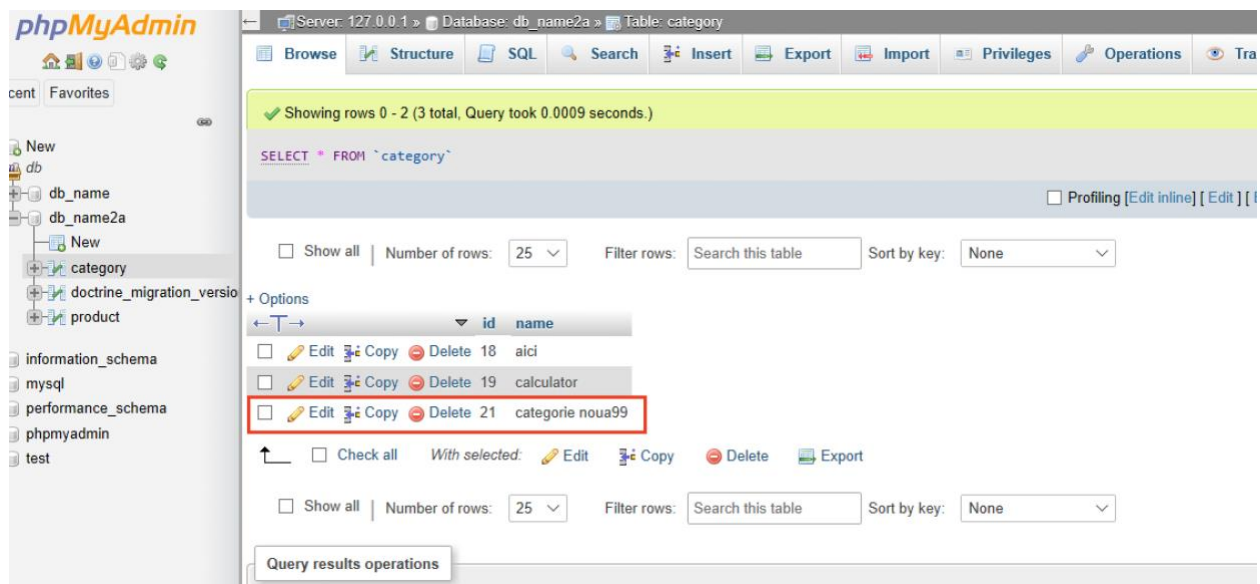 phpMyAdmin
cent Favorites
New
db
db_name
db_name2a
New
category
doctrine_migration_versio
product
information_schema
mysql
performance_schema
phpmyadmin
test
Server: 127.0.0.1 » Database: db_name2a » Table: category
Browse Structure SQL Search Insert Export Import Privileges Operations Tra
Showing rows 0 - 2 (3 total, Query took 0.0009 seconds.)
SELECT * FROM `category`
Profiling [Edit inline] [ Edit ] [
Show all | Number of rows: 25 Filter rows: Search this table Sort by key: None
+ Options
←T→ id name
Edit Copy Delete 18 aici
Edit Copy Delete 19 calculator
Edit Copy Delete 21 categorie noua99
Check all With selected: Edit Copy Delete Export
Show all | Number of rows: 25 Filter rows: Search this table Sort by key: None
Query results operations